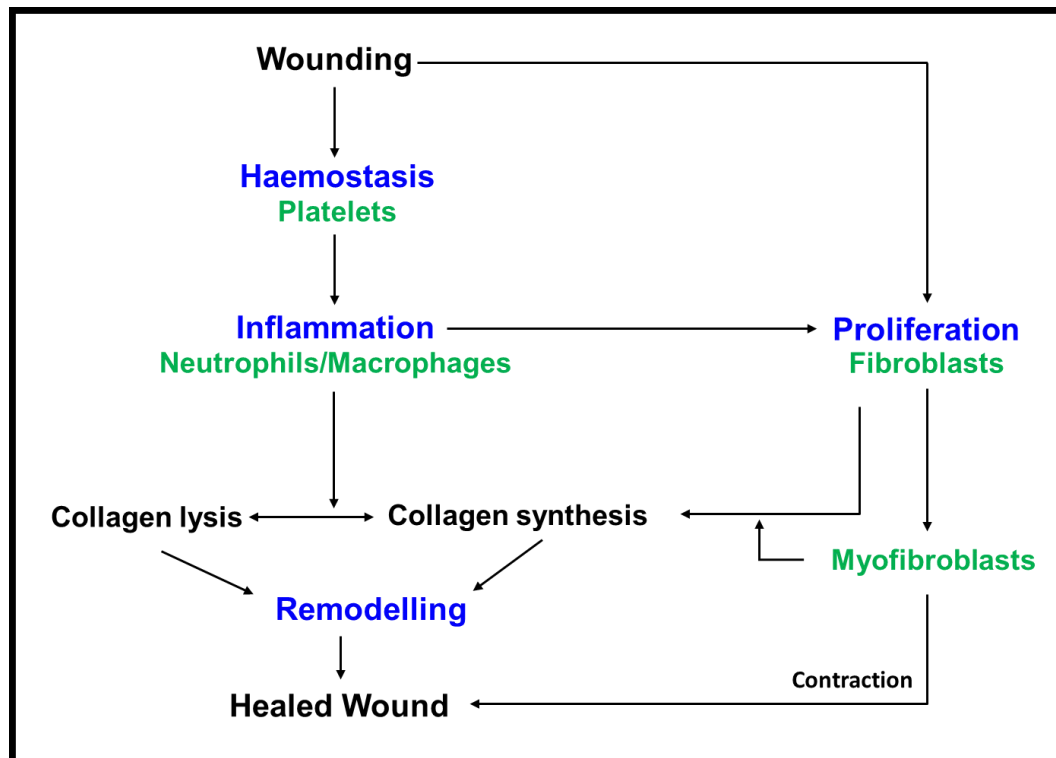 Wounding
Haemostasis
Platelets
Inflammation
Neutrophils/Macrophages
Proliferation
Fibroblasts
Collagen lysis
Collagen synthesis
Myofibroblasts
Remodelling
Contraction
Healed Wound